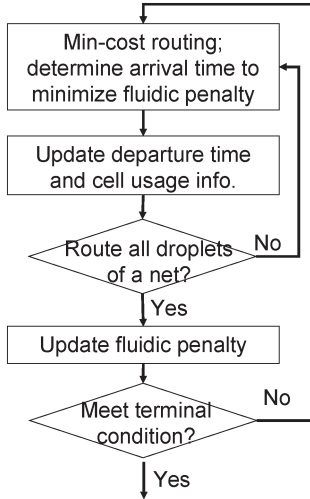 Min-cost routing;
determine arrival time to
minimize fluidic penalty
Update departure time
and cell usage info.
Route all droplets
of a net?
No
Yes
Update fluidic penalty
Meet terminal
condition?
No
Yes